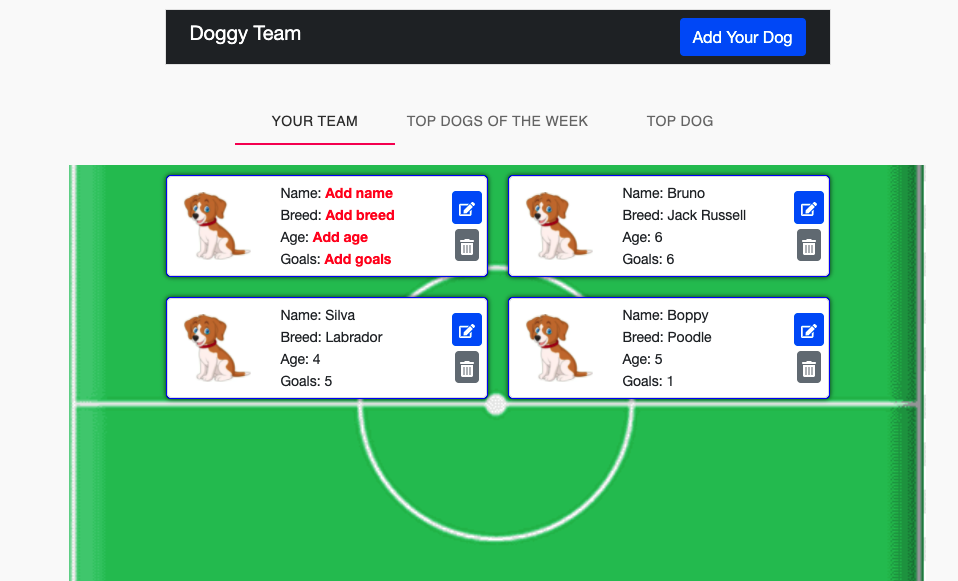 Doggy Team
Add Your Dog
YOUR TEAM
TOP DOGS OF THE WEEK
TOP DOG
Name: Add name
Breed: Add breed
Age: Add age
Goals: Add goals
Name: Bruno
Breed: Jack Russell
Age: 6
Goals: 6
Name: Silva
Breed: Labrador
Age: 4
Goals: 5
Name: Boppy
Breed: Poodle
Age: 5
Goals: 1